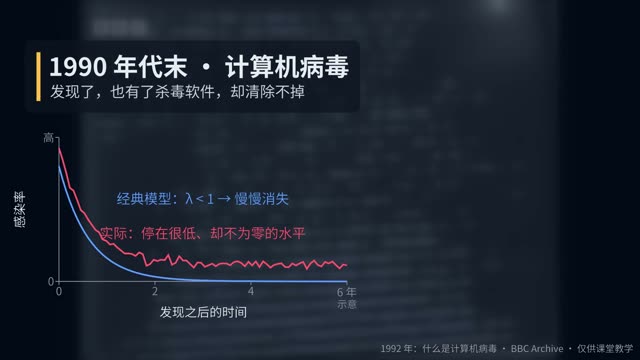 1990 年代末 · 计算机病毒
发现了，也有了杀毒软件，却清除不掉
高
经典模型：λ < 1 → 慢慢消失
实际：停在很低、却不为零的水平
感染率
0
0
2
4
6 年
示意
发现之后的时间
1992 年：什么是计算机病毒 · BBC Archive · 仅供课堂教学